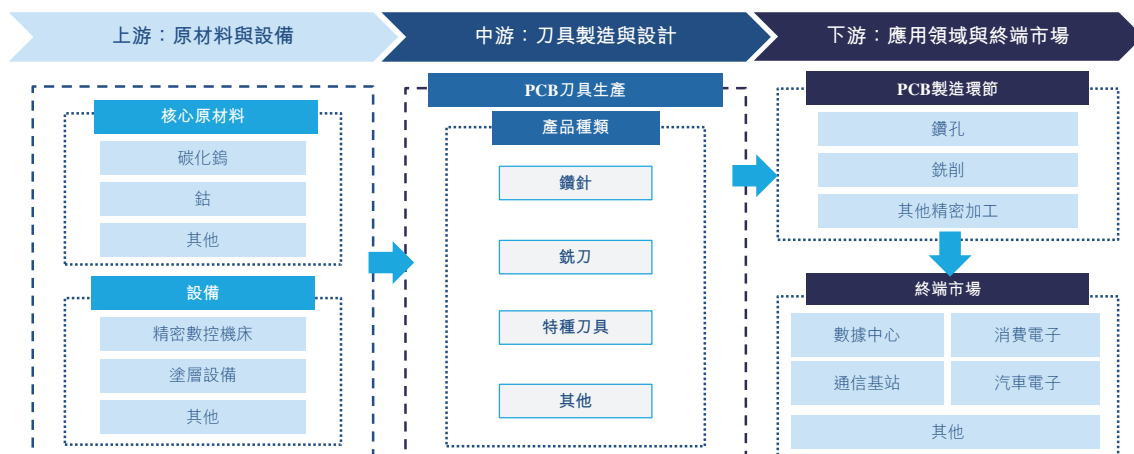 上游：原材料與設備
中游：刀具製造與設計
下游：應用領域與終端市場
核心原材料
碳化鎢
鈷
其他
設備
精密數控機床
塗層設備
其他
PCB刀具生產
產品種類
鑽針
銑刀
特種刀具
其他
PCB製造環節
鑽孔
銑削
其他精密加工
終端市場
數據中心
消費電子
通信基站
汽車電子
其他